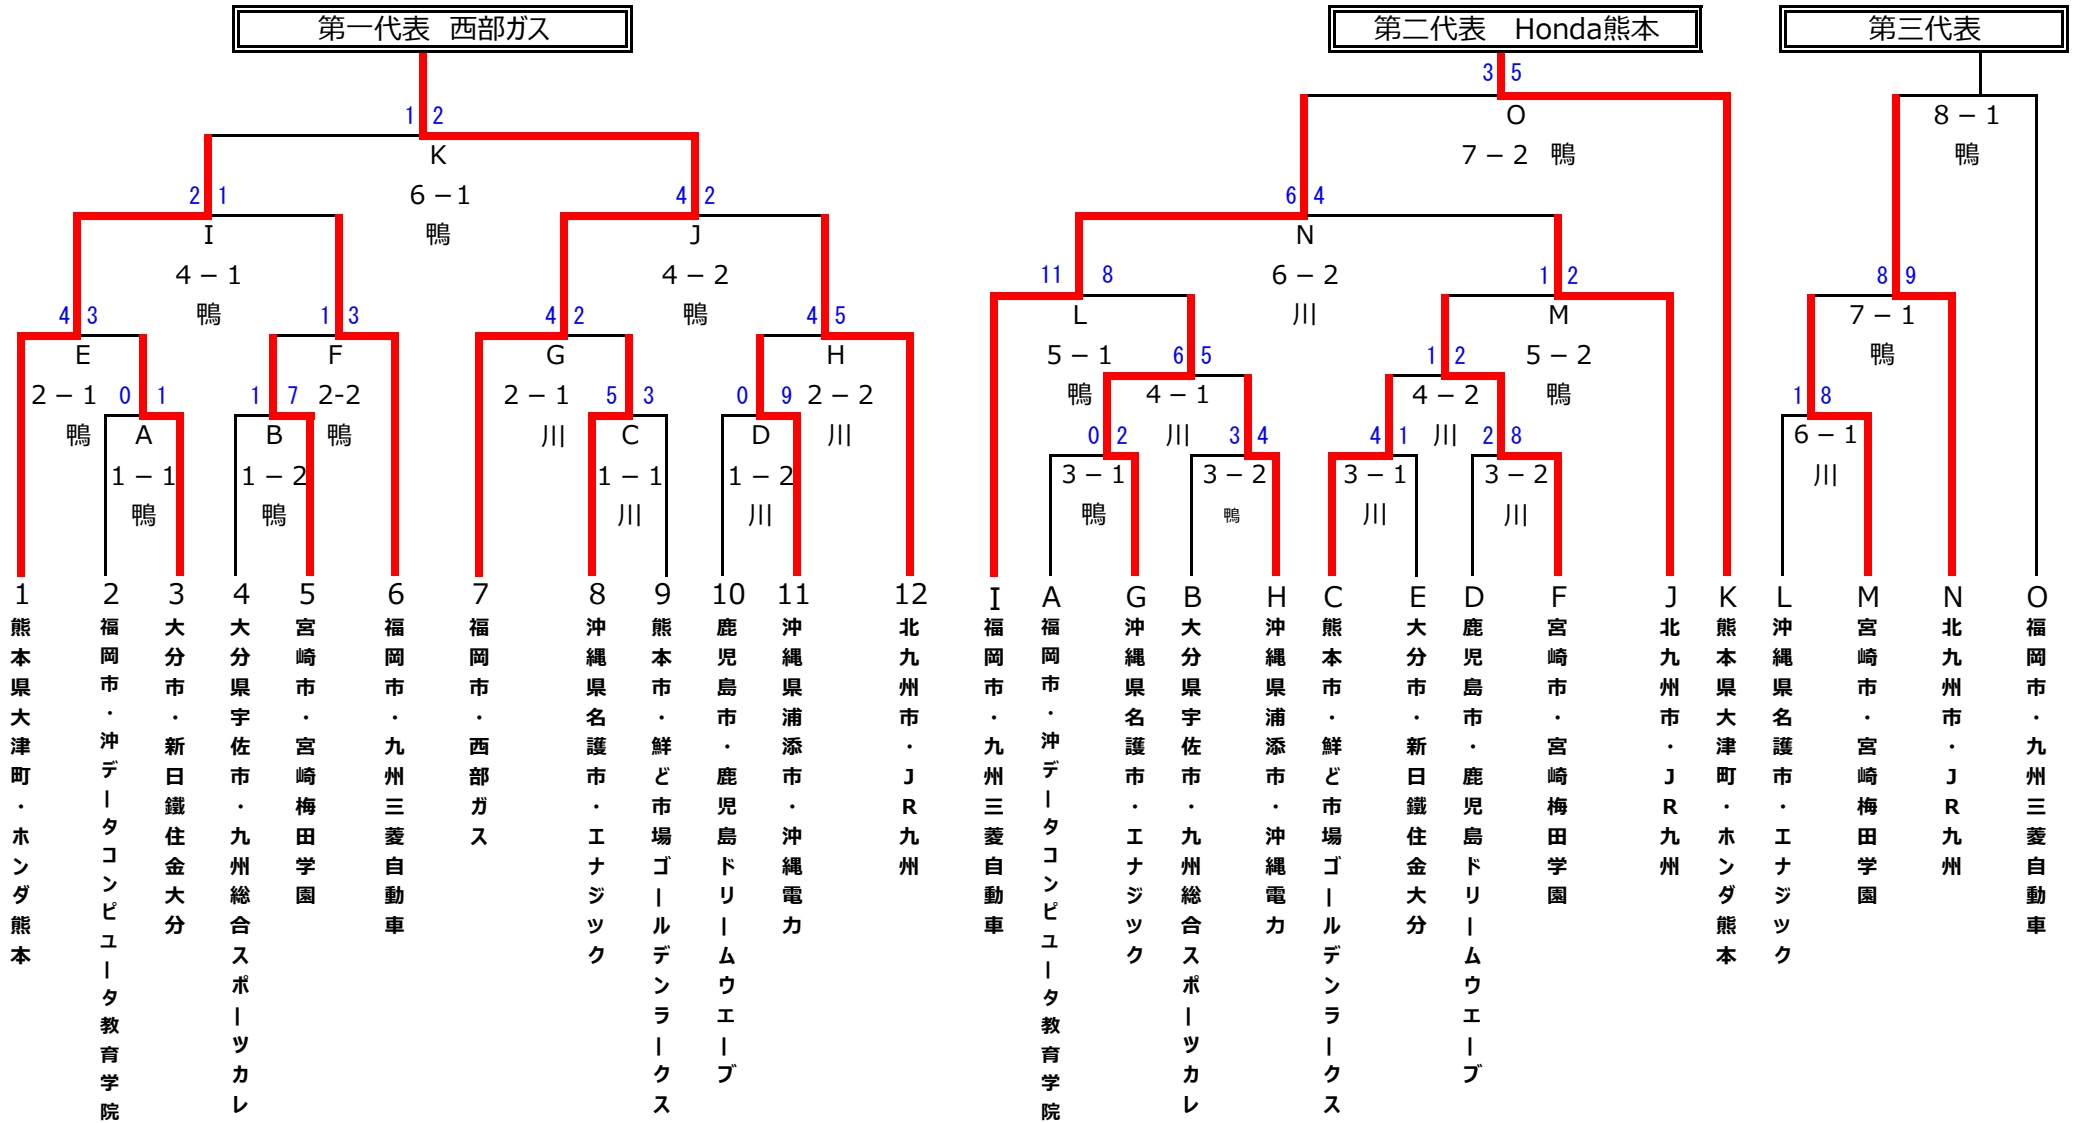 第一代表 西部ガス
第二代表 Honda熊本
第三代表
3 5
1 2
O
8 − 1
K
7 − 2 鴨
鴨
6 −1
2 1
4 2
6 4
鴨
I
J
N
4 − 1
4 − 2
11 8
6 − 2
1 2
8 9
鴨
鴨
川
4 3
1 3
4 2
4 5
L
M
7 − 1
E
F
G
H
5 − 1
6 5
1 2
5 − 2
鴨
2 − 1
0 1
1 7
2-2
2 − 1
5 3
0 9
2 − 2
鴨
4 − 1
4 − 2
鴨
1 8
鴨
A
B
鴨
川
C
D
川
0 2
川
3 4
4 1
川
2 8
6 − 1
1 − 1
1 − 2
1 − 1
1 − 2
3 − 1
3 − 2
3 − 1
3 − 2
川
鴨
鴨
川
川
鴨
鴨
川
川
1
熊本県大津町・ホンダ熊本
2
福岡市・沖データコンピュータ教育学院
3
大分市・新日鐵住金大分
4
大分県宇佐市・九州総合スポーツカレ
5
宮崎市・宮崎梅田学園
6
福岡市・九州三菱自動車
7
福岡市・西部ガス
8
沖縄県名護市・エナジック
9
熊本市・鮮ど市場ゴールデンラークス
10
鹿児島市・鹿児島ドリームウエーブ
11
沖縄県浦添市・沖縄電力
12
北九州市・JR九州
I
福岡市・九州三菱自動車
A
福岡市・沖データコンピュータ教育学院
G
沖縄県名護市・エナジック
B
大分県宇佐市・九州総合スポーツカレ
H
沖縄県浦添市・沖縄電力
C
熊本市・鮮ど市場ゴールデンラークス
E
大分市・新日鐵住金大分
D
鹿児島市・鹿児島ドリームウエーブ
F
宮崎市・宮崎梅田学園
J
北九州市・JR九州
K
熊本県大津町・ホンダ熊本
L
沖縄県名護市・エナジック
M
宮崎市・宮崎梅田学園
N
北九州市・JR九州
O
福岡市・九州三菱自動車